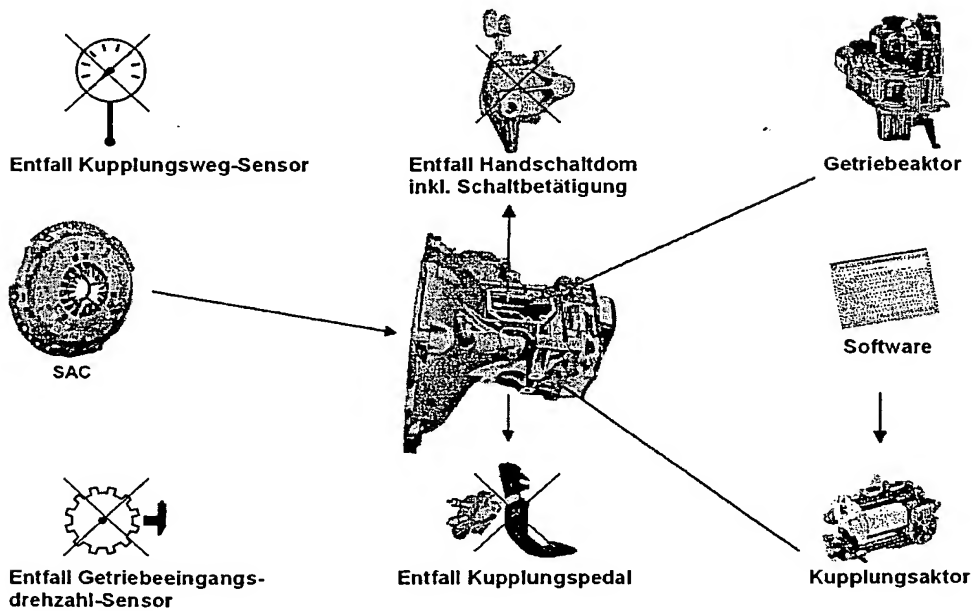 Entfall Kupplungsweg-Sensor
Entfall Handschaltdom
inkl. Schaltbetätigung
Getriebeaktor
SAC
Software
Entfall Getriebeeingangs-
drehzahl-Sensor
Entfall Kupplungspedal
Kupplungsaktor